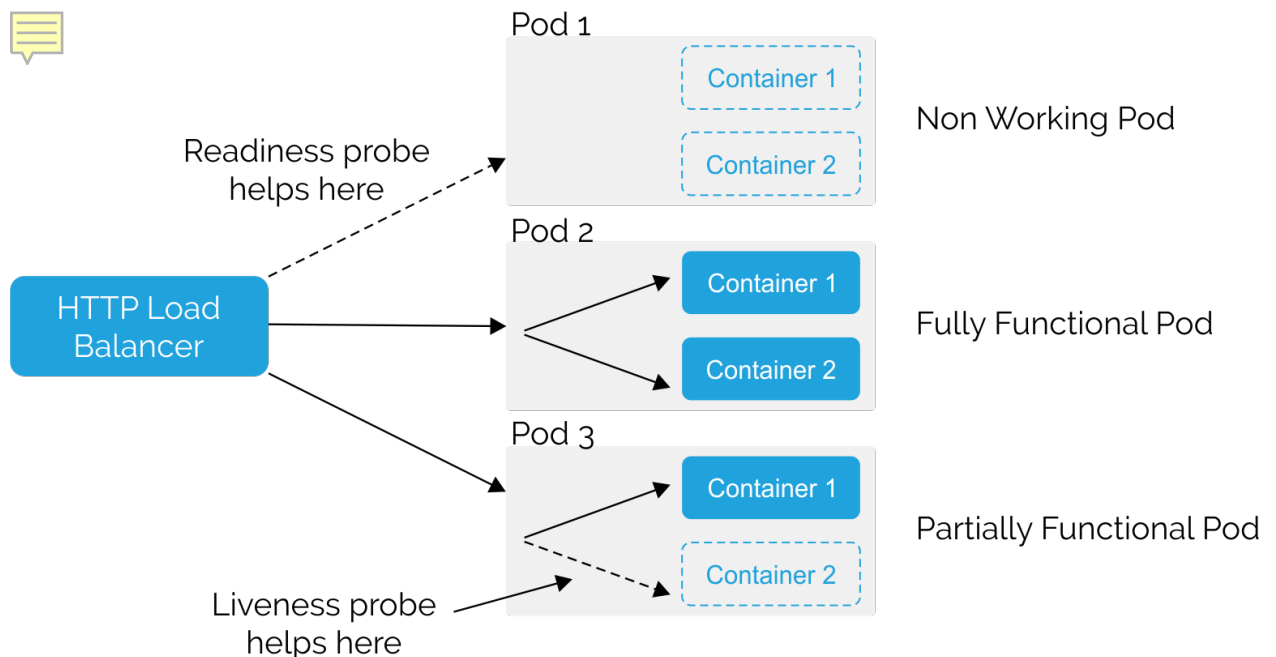 Pod 1
Container 1
Container 2
Non Working Pod
Readiness probe
helps here
Pod 2
Container 1
Container 2
Fully Functional Pod
HTTP Load
Balancer
Pod 3
Container 1
Container 2
Partially Functional Pod
Liveness probe
helps here